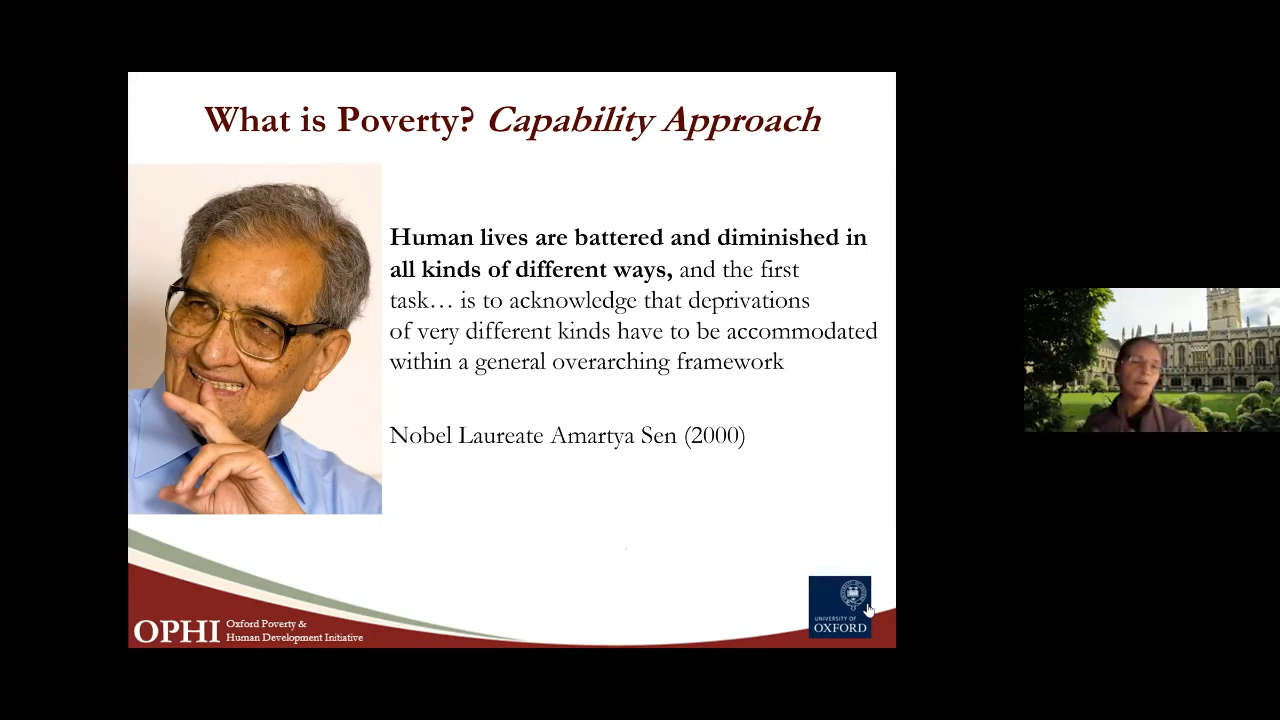 What is Poverty? Capability Approach
Human lives are battered and diminished in
all kinds of different ways, and the first
task… is to acknowledge that deprivations
of very different kinds have to be accommodated
within a general overarching framework
Nobel Laureate Amartya Sen (2000)
OPHI
Oxford Poverty &
Human Development Initiative
UNIVERSITY OF
OXFORD